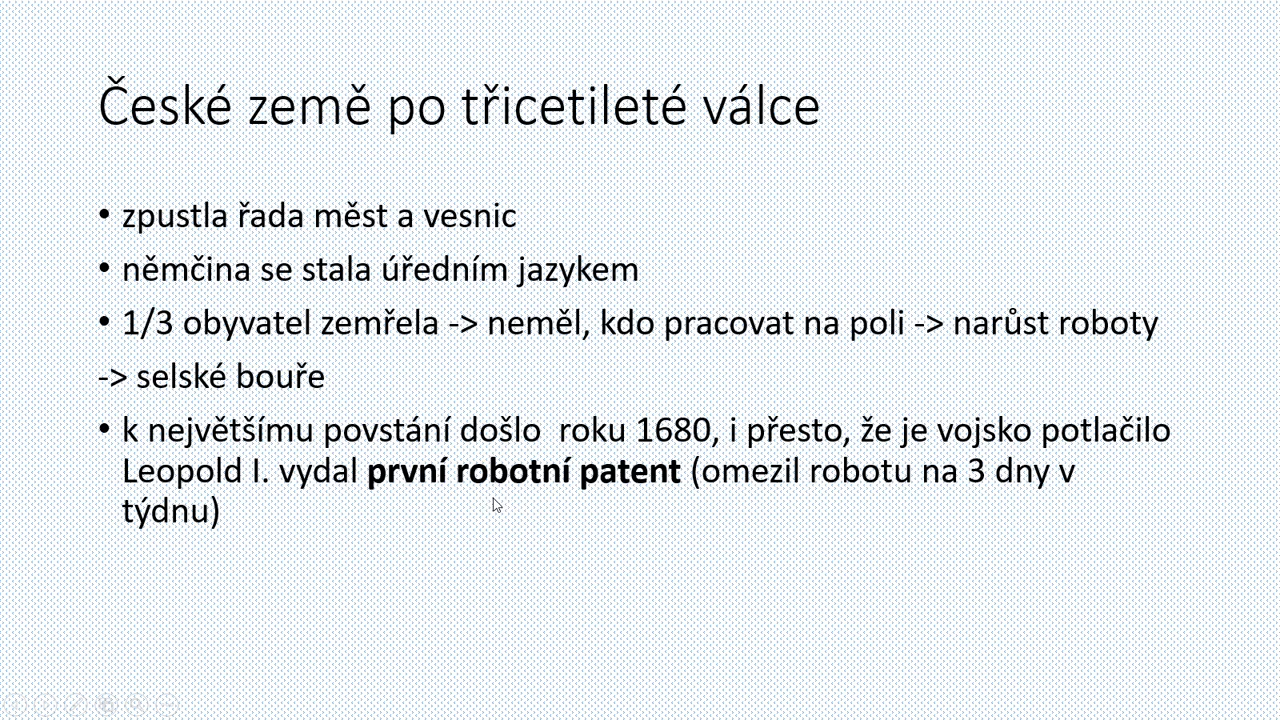 České země po třicetileté válce
• zpustla řada měst a vesnic
• němčina se stala úředním jazykem
• 1/3 obyvatel zemřela -> neměl, kdo pracovat na poli -> narůst roboty
-> selské bouře
• k největšímu povstání došlo  roku 1680, i přesto, že je vojsko potlačilo
Leopold I. vydal první robotní patent (omezil robotu na 3 dny v
týdnu)